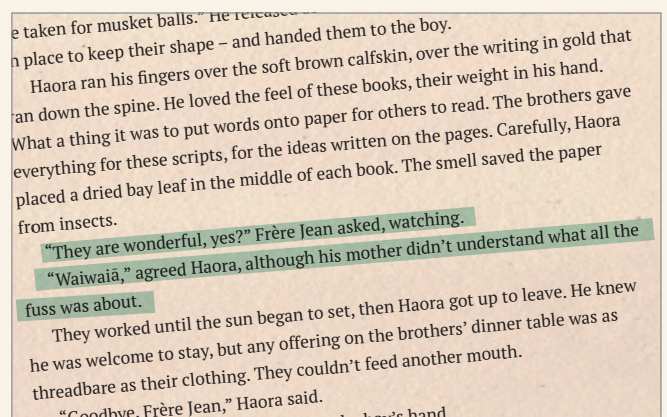 e taken for musket balls.” He released
n place to keep their shape – and handed them to the boy.
Haora ran his fingers over the soft brown calfskin, over the writing in gold that
ran down the spine. He loved the feel of these books, their weight in his hand.
What a thing it was to put words onto paper for others to read. The brothers gave
everything for these scripts, for the ideas written on the pages. Carefully, Haora
placed a dried bay leaf in the middle of each book. The smell saved the paper
from insects.
“They are wonderful, yes?” Frère Jean asked, watching.
“Waiwaiā,” agreed Haora, although his mother didn’t understand what all the
fuss was about.
They worked until the sun began to set, then Haora got up to leave. He knew
he was welcome to stay, but any offering on the brothers’ dinner table was as
threadbare as their clothing. They couldn’t feed another mouth.
“Goodbye, Frère Jean,” Haora said.
boy’s hand